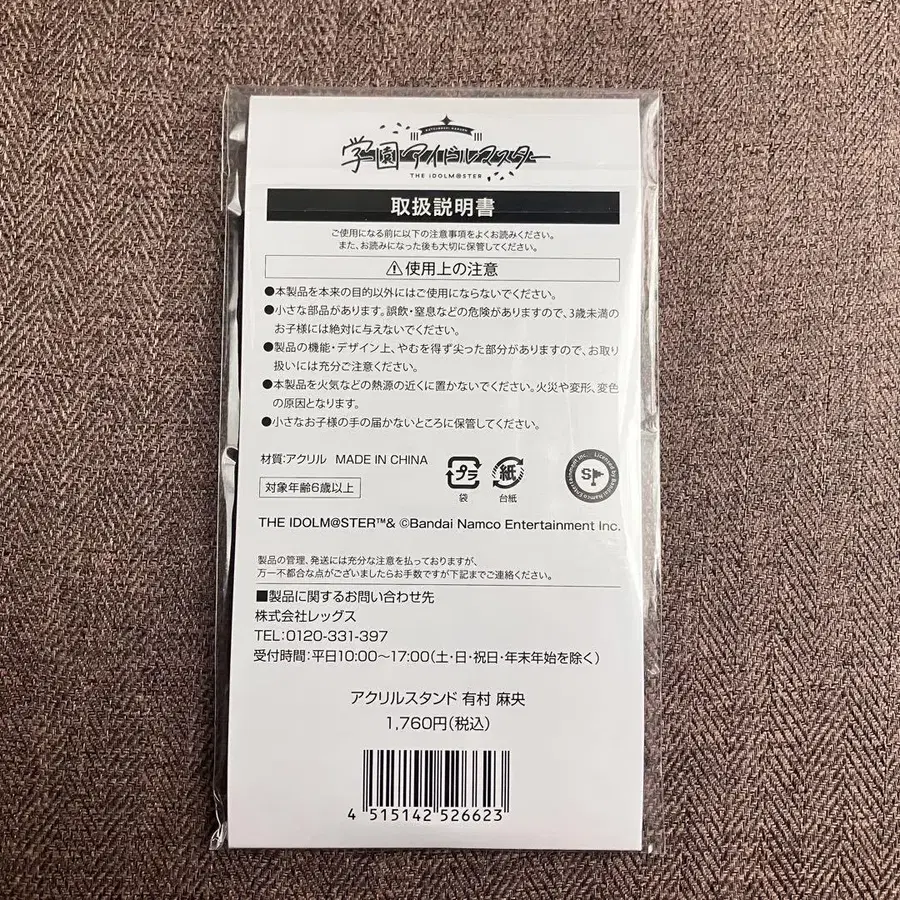 学園アイドルマスター
THE IDOLM@STER
取扱説明書
ご使用になる前に以下の注意事項をよくお読みください。
また、お読みになった後も大切に保管してください。
⚠使用上の注意
●本製品を本来の目的以外にはご使用にならないでください。
●小さな部品があります。誤飲・窒息などの危険がありますので、3歳未満の
お子様には絶対に与えないでください。
●製品の機能・デザイン上、やむを得ず尖った部分がありますので、お取り
扱いには充分ご注意ください。
●本製品を火気などの熱源の近くに置かないでください。火災や変形、変色
の原因となります。
●小さなお子様の手の届かないところに保管してください。
材質:アクリル MADE IN CHINA
プラ
袋
紙
台紙
Licensed by Bandai Namco Entertainment Inc.
SP
対象年齢6歳以上
THE IDOLM@STER™& ©Bandai Namco Entertainment Inc.
製品の管理、発送には充分な注意を払っておりますが、
万一不都合な点がございましたらお手数ですが下記までご連絡ください。
■製品に関するお問い合わせ先
株式会社レッグス
TEL:0120-331-397
受付時間:平日10:00〜17:00(土・日・祝日・年末年始を除く)
アクリルスタンド 有村 麻央
1,760円(税込)
4 515142 526623